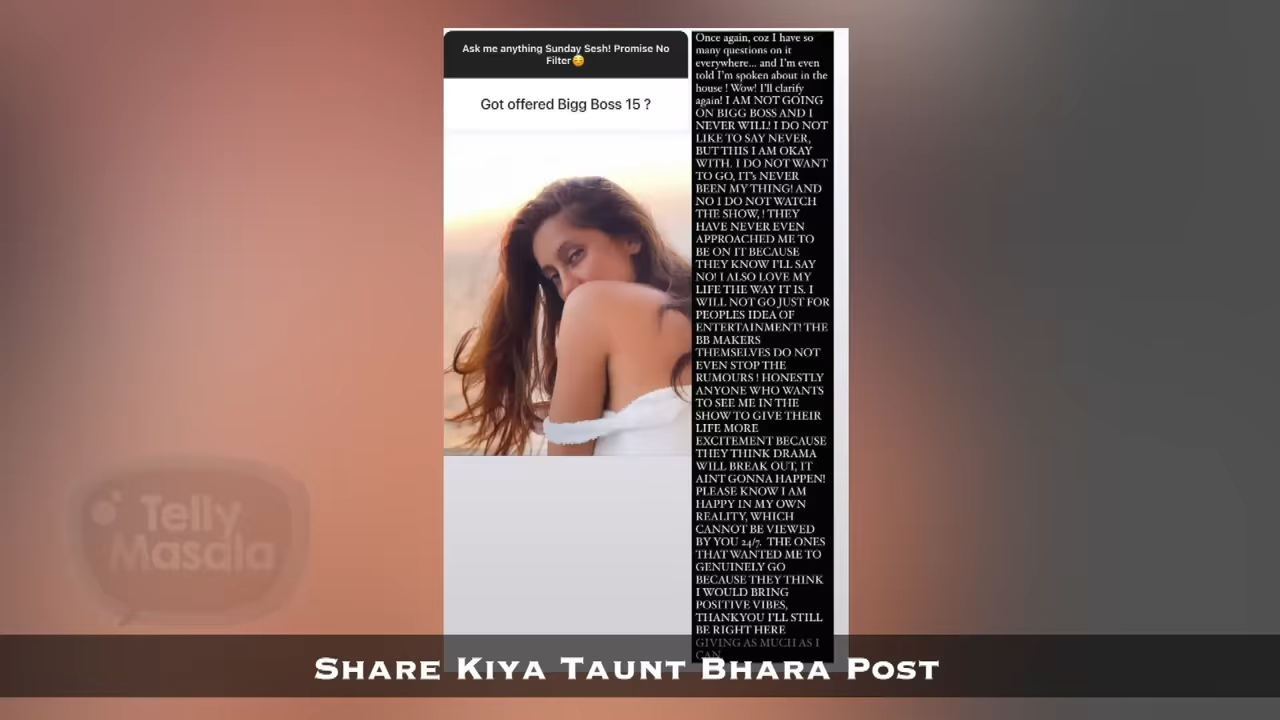 Ask me anything Sunday Sesh! Promise No
Filter😊
Got offered Bigg Boss 15 ?
Once again, coz I have so
many questions on it
everywhere... and I'm even
told I'm spoken about in the
house ! Wow! I'll clarify
again! I AM NOT GOING
ON BIGG BOSS AND I
NEVER WILL! I DO NOT
LIKE TO SAY NEVER,
BUT THIS I AM OKAY
WITH. I DO NOT WANT
TO GO, IT's NEVER
BEEN MY THING! AND
NO I DO NOT WATCH
THE SHOW, ! THEY
HAVE NEVER EVEN
APPROACHED ME TO
BE ON IT BECAUSE
THEY KNOW I'LL SAY
NO! I ALSO LOVE MY
LIFE THE WAY IT IS. I
WILL NOT GO JUST FOR
PEOPLES IDEA OF
ENTERTAINMENT! THE
BB MAKERS
THEMSELVES DO NOT
EVEN STOP THE
RUMOURS ! HONESTLY
ANYONE WHO WANTS
TO SEE ME IN THE
SHOW TO GIVE THEIR
LIFE MORE
EXCITEMENT BECAUSE
THEY THINK DRAMA
WILL BREAK OUT, IT
AINT GONNA HAPPEN!
PLEASE KNOW I AM
HAPPY IN MY OWN
REALITY, WHICH
CANNOT BE VIEWED
BY YOU 24/7. THE ONES
THAT WANTED ME TO
GENUINELY GO
BECAUSE THEY THINK
I WOULD BRING
POSITIVE VIBES,
THANKYOU I'LL STILL
BE RIGHT HERE
GIVING AS MUCH AS I
CAN
Telly
Masala
SHARE KIYA TAUNT BHARA POST